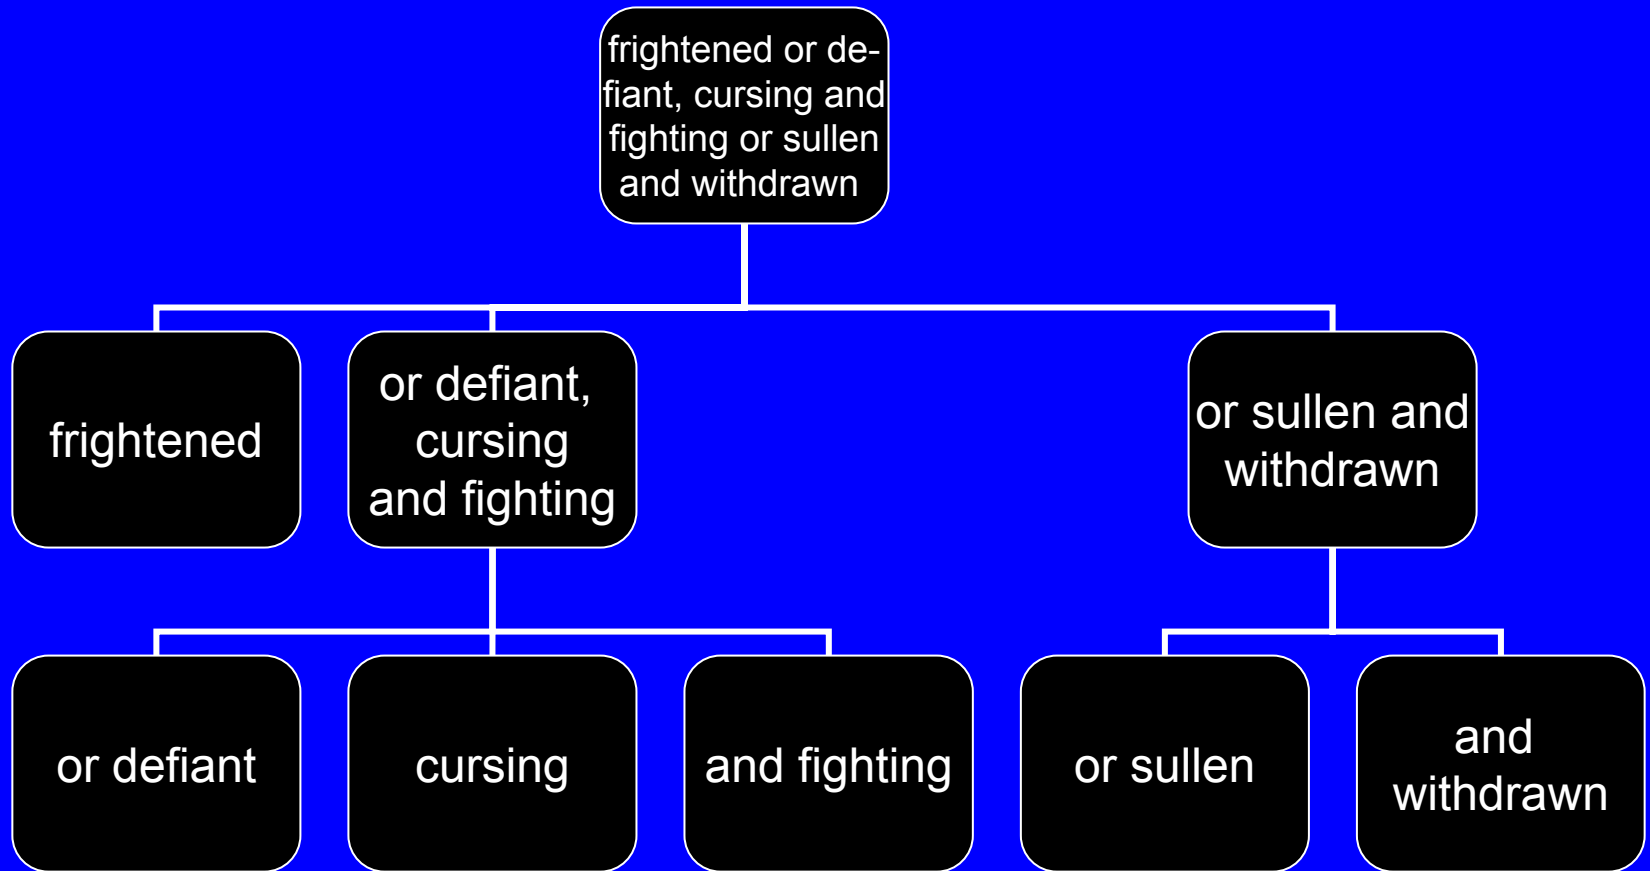 frightened or de-
fiant, cursing and
fighting or sullen
and withdrawn
frightened
or defiant,
cursing
and fighting
or sullen and
withdrawn
or defiant
cursing
and fighting
or sullen
and
withdrawn